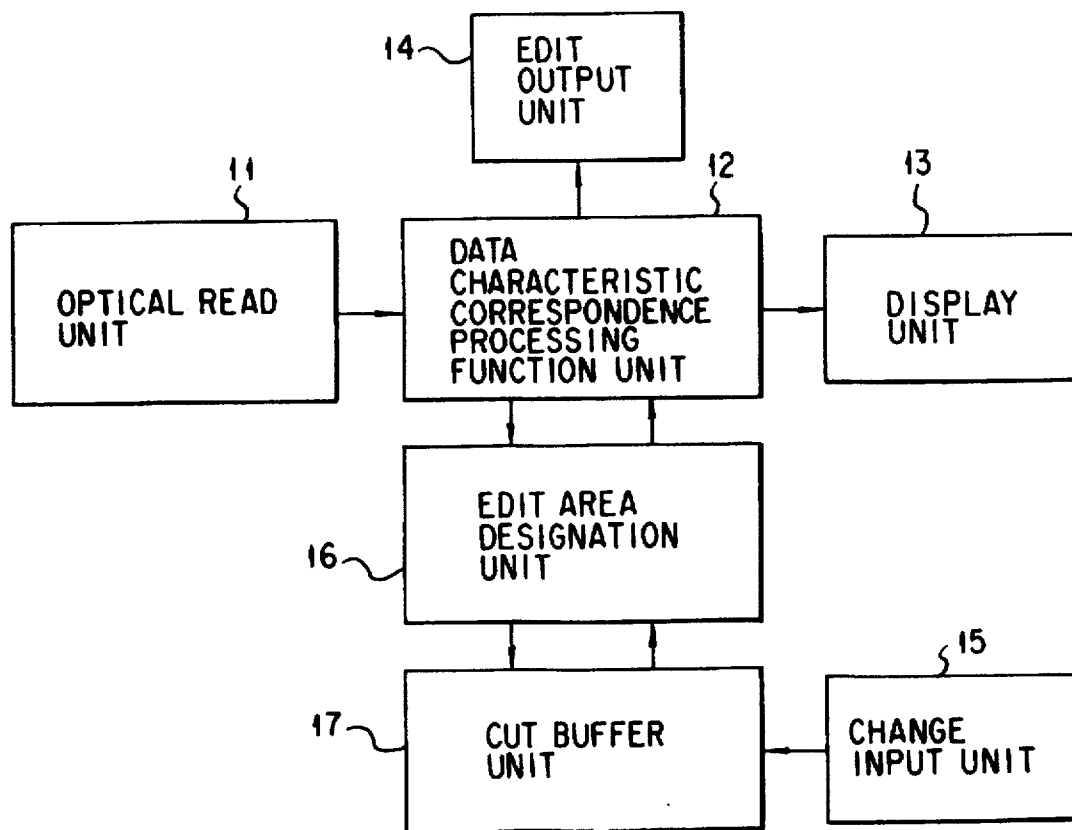 14
EDIT
OUTPUT
UNIT
11
OPTICAL READ
UNIT
12
DATA
CHARACTERISTIC
CORRESPONDENCE
PROCESSING
FUNCTION UNIT
13
DISPLAY
UNIT
16
EDIT AREA
DESIGNATION
UNIT
17
CUT BUFFER
UNIT
15
CHANGE
INPUT UNIT